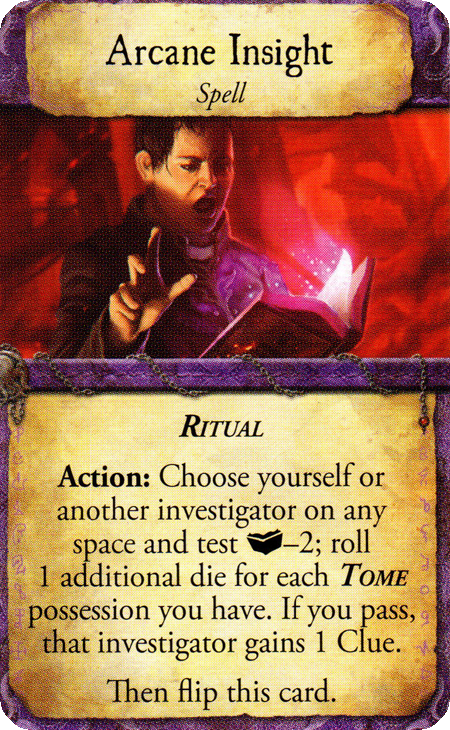 Arcane Insight
Spell
RITUAL
Action: Choose yourself or
another investigator on any
space and test –2; roll
1 additional die for each TOME
possession you have. If you pass,
that investigator gains 1 Clue.
Then flip this card.